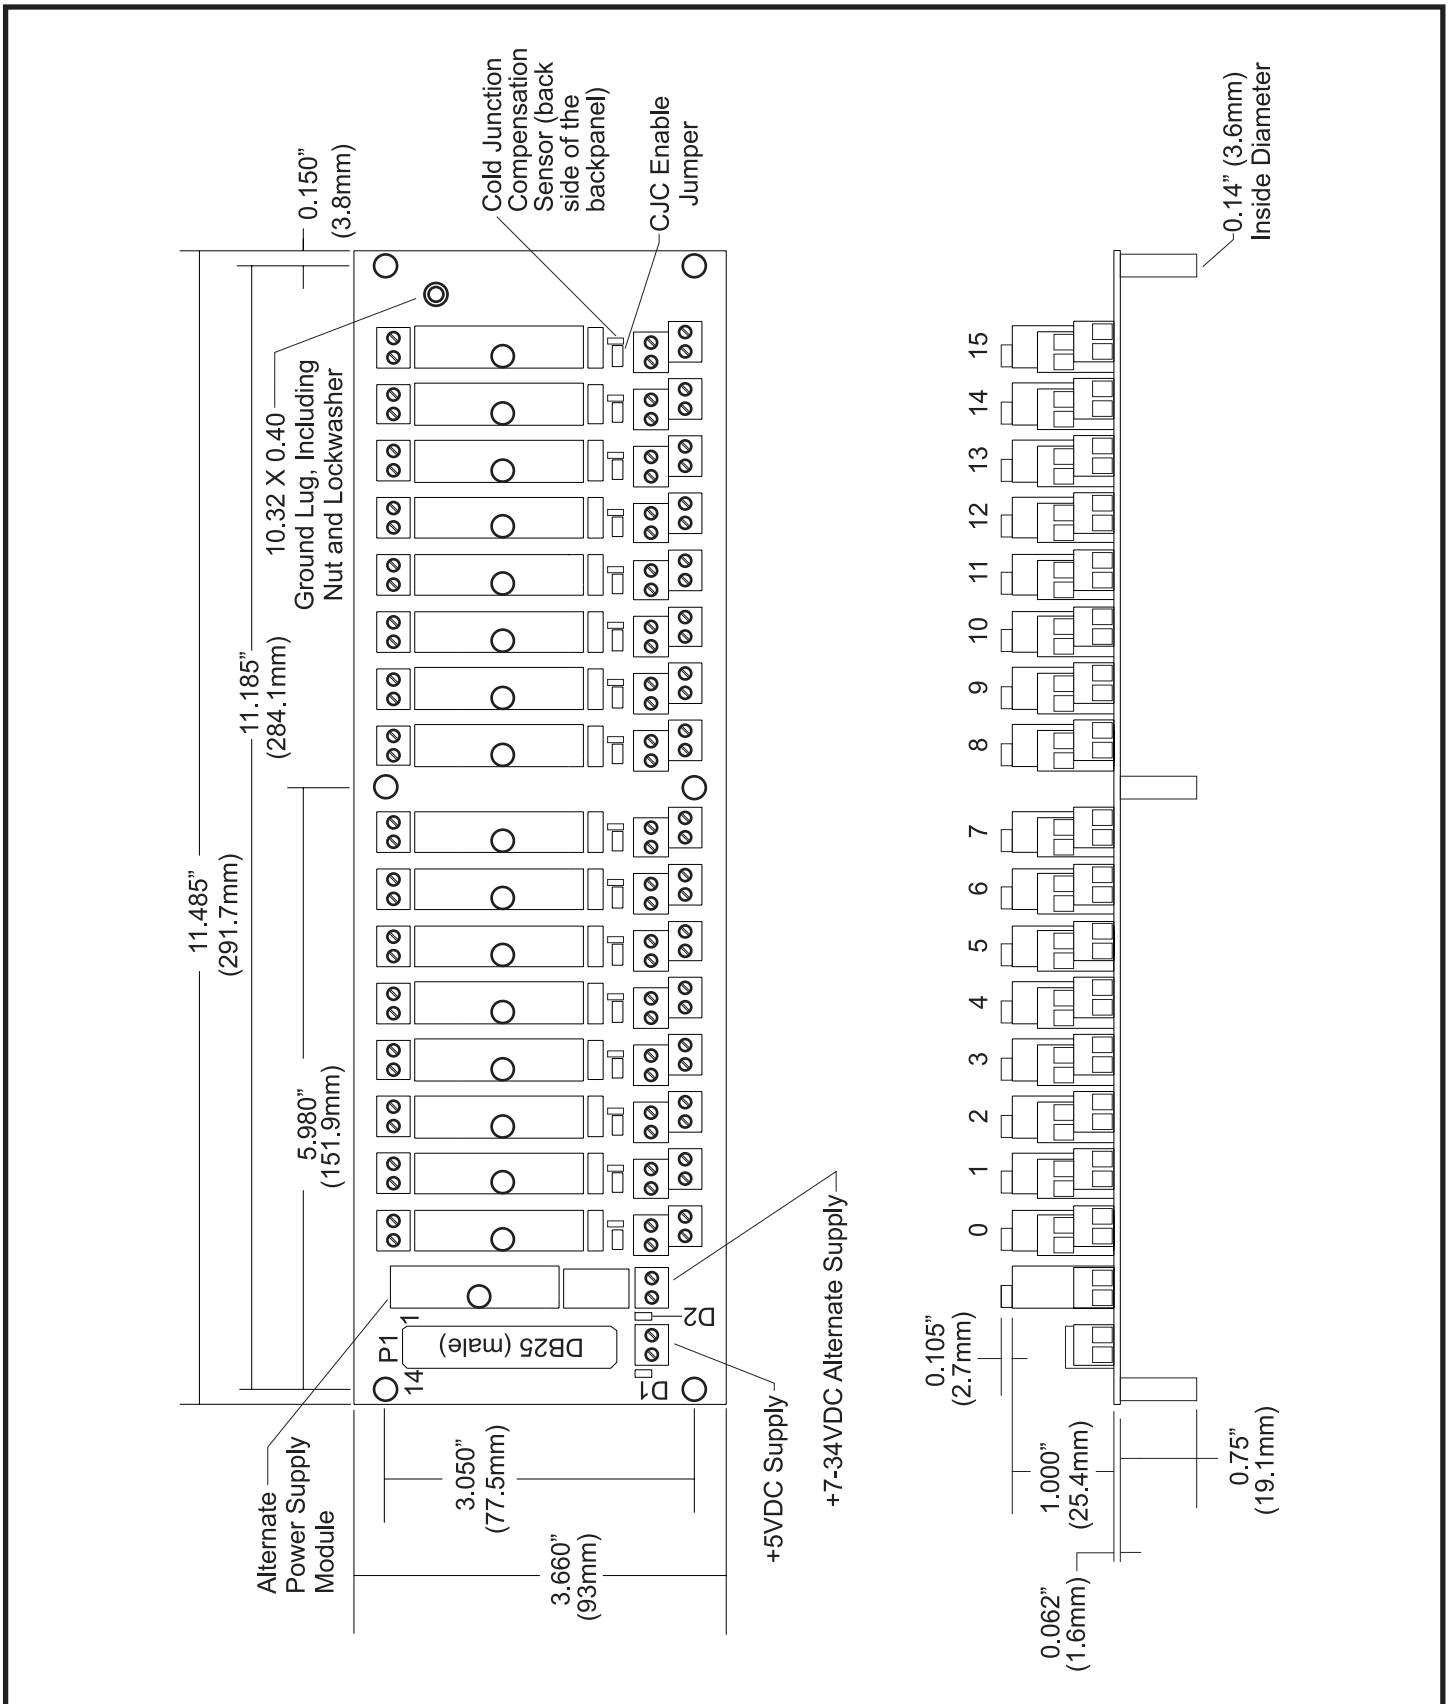 11.485”
(291.7mm)
11.185”
(284.1mm)
5.980”
(151.9mm)
0.150”
(3.8mm)
10.32 X 0.40
Ground Lug, Including
Nut and Lockwasher
Cold Junction
Compensation
Sensor (back
side of the
backpanel)
CJC Enable
Jumper
Alternate
Power Supply
Module
P1
1
14
DB25 (male)
D1
D2
3.050”
(77.5mm)
3.660”
(93mm)
+5VDC Supply
+7-34VDC Alternate Supply
0
1
2
3
4
5
6
7
8
9
10
11
12
13
14
15
0.14” (3.6mm)
Inside Diameter
0.105”
(2.7mm)
1.000”
(25.4mm)
0.062”
(1.6mm)
0.75”
(19.1mm)